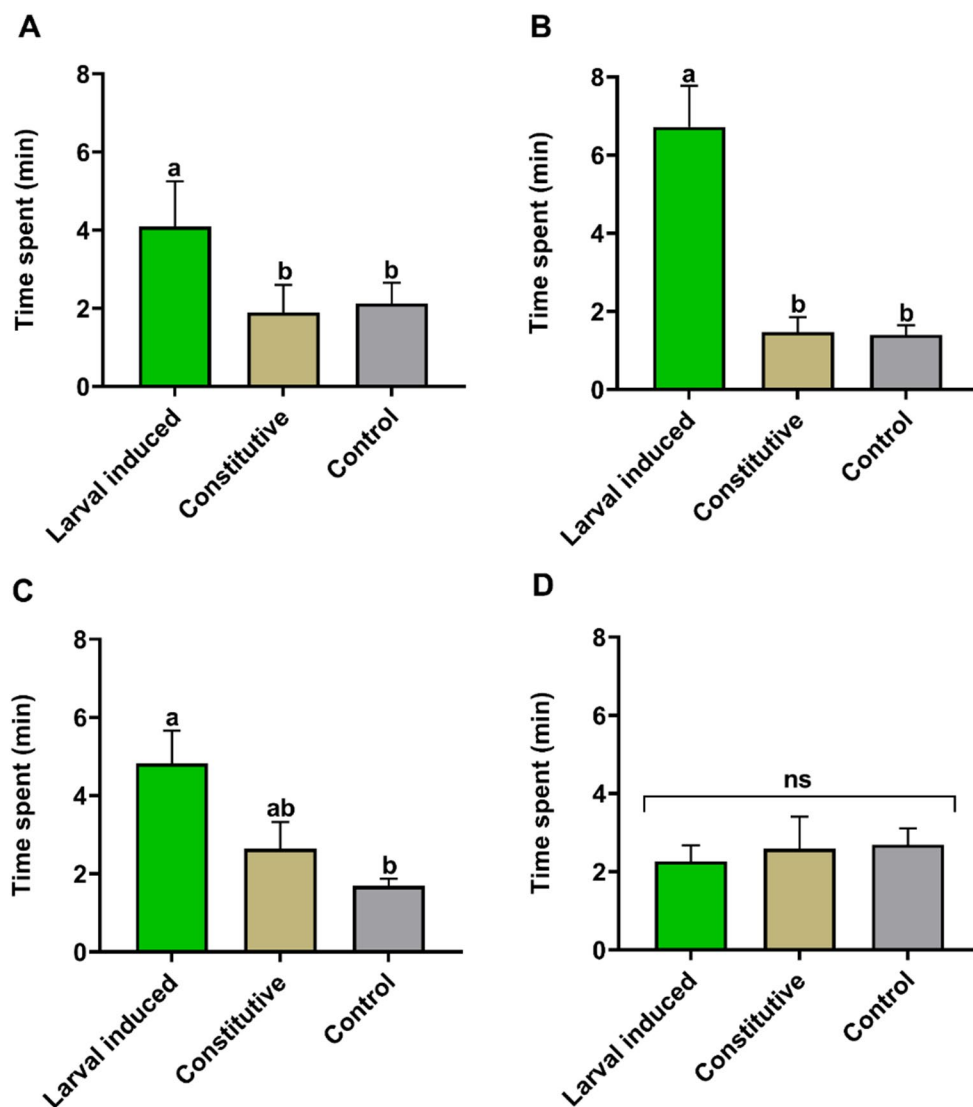 A
Time spent (min)
8
6
4
2
0
a
b
b
Larval induced
Constitutive
Control
B
Time spent (min)
8
6
4
2
0
a
b
b
Larval induced
Constitutive
Control
C
Time spent (min)
8
6
4
2
0
a
ab
b
Larval induced
Constitutive
Control
D
Time spent (min)
8
6
4
2
0
ns
Larval induced
Constitutive
Control